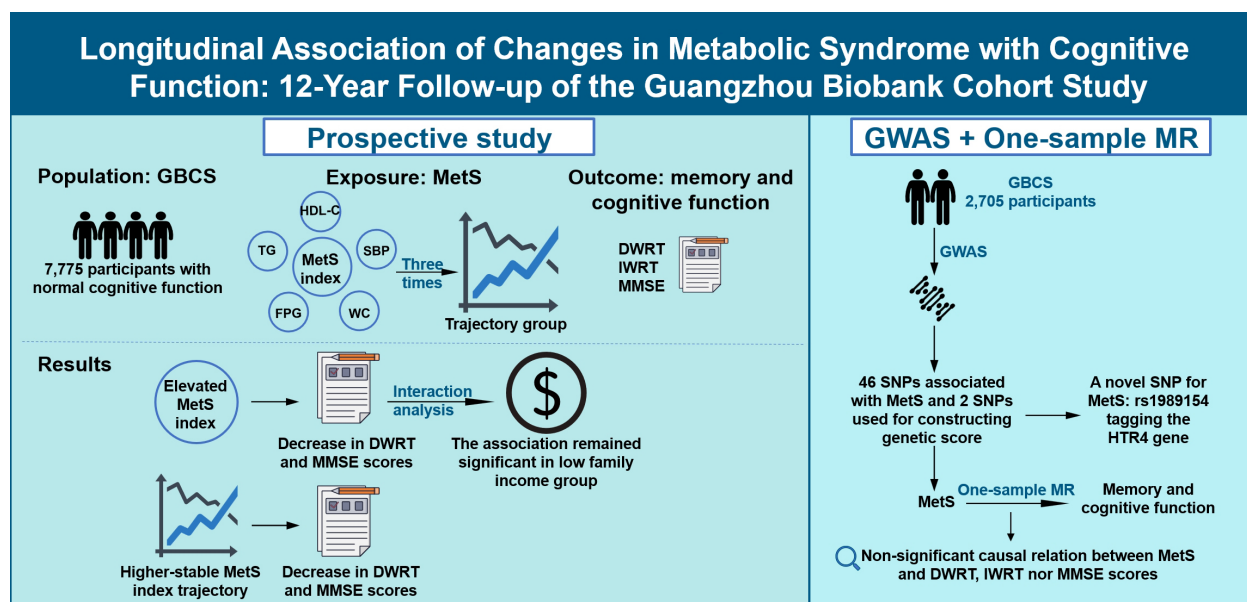 Longitudinal Association of Changes in Metabolic Syndrome with Cognitive
Function: 12-Year Follow-up of the Guangzhou Biobank Cohort Study
Prospective study
Population: GBCS
7,775 participants with
normal cognitive function
Exposure: MetS
HDL-C
TG
SBP
MetS
index
FPG
WC
Three
times
Trajectory group
Outcome: memory and
cognitive function
DWRT
IWRT
MMSE
Results
Elevated
MetS
index
Decrease in DWRT
and MMSE scores
Interaction
analysis
$
The association remained
significant in low family
income group
Higher-stable MetS
index trajectory
Decrease in DWRT
and MMSE scores
GWAS + One-sample MR
GBCS
2,705 participants
GWAS
46 SNPs associated
with MetS and 2 SNPs
used for constructing
genetic score
A novel SNP for
MetS: rs1989154
tagging the
HTR4 gene
MetS
One-sample MR
Memory and
cognitive function
Non-significant causal relation between MetS
and DWRT, IWRT nor MMSE scores